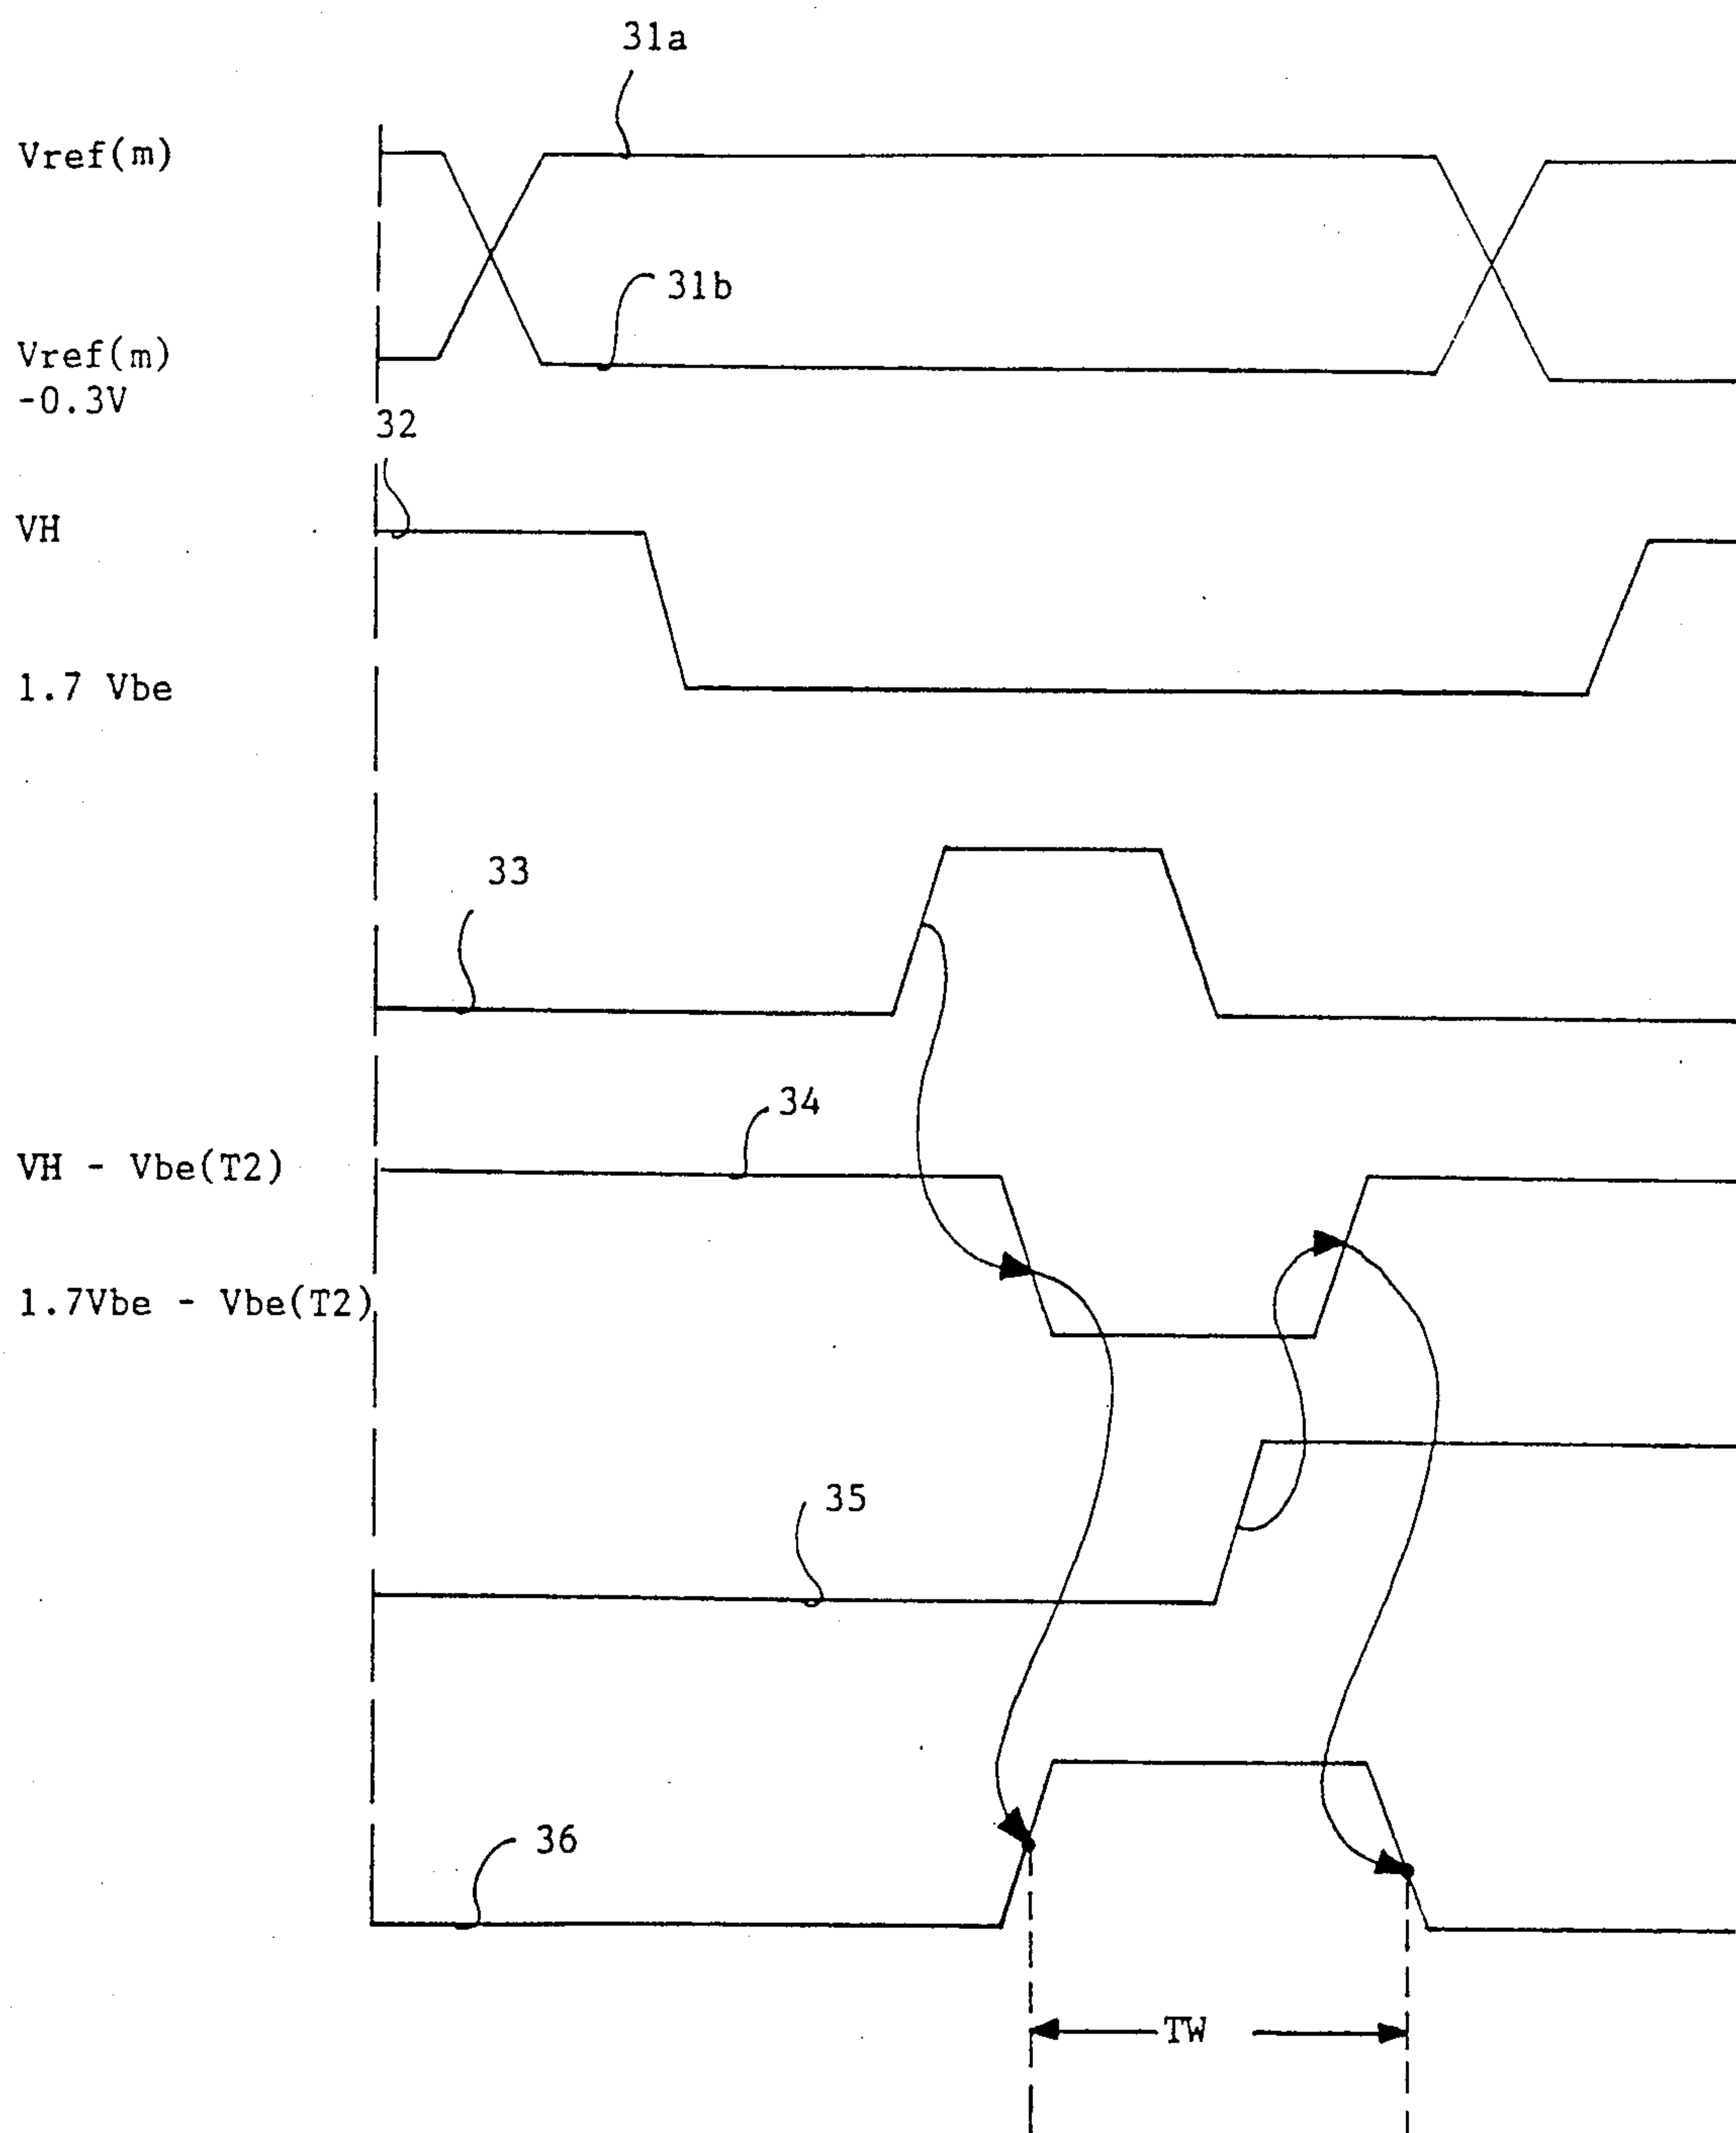 31a
Vref(m)
31b
Vref(m)
-0.3V
32
VH
1.7 Vbe
33
34
VH - Vbe(T2)
1.7Vbe - Vbe(T2)
35
36
TW